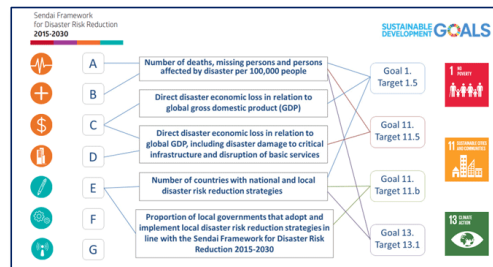 Sendai Framework
for Disaster Risk Reduction
2015-2030
SUSTAINABLE
DEVELOPMENT
GOALS
A
B
C
D
E
F
G
Number of deaths, missing persons and persons
affected by disaster per 100,000 people
Direct disaster economic loss in relation to
global gross domestic product (GDP)
Direct disaster economic loss in relation to
global GDP, including disaster damage to critical
infrastructure and disruption of basic services
Number of countries with national and local
disaster risk reduction strategies
Proportion of local governments that adopt and
implement local disaster risk reduction strategies in
line with the Sendai Framework for Disaster Risk
Reduction 2015-2030
Goal 1.
Target 1.5
Goal 11.
Target 11.5
Goal 11.
Target 11.b
Goal 13.
Target 13.1
1 NO
POVERTY
11 SUSTAINABLE CITIES
AND COMMUNITIES
13 CLIMATE
ACTION